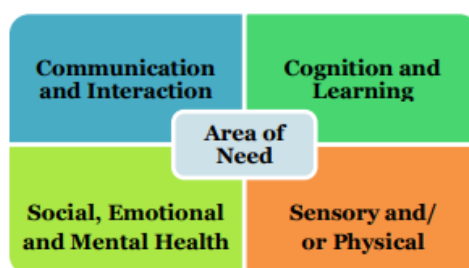 Communication
and Interaction
Cognition and
Learning
Area of
Need
Social, Emotional
and Mental Health
Sensory and/
or Physical